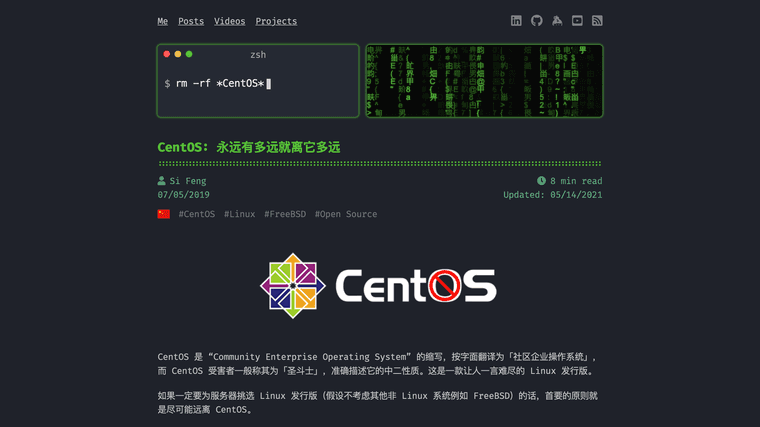 Me Posts Videos Projects
zsh
$ rm -rf *CentOS*
CentOS: 永远有多远就离它多远
Si Feng
8 min read
07/05/2019
Updated: 05/14/2021
#CentOS #Linux #FreeBSD #Open Source
CentOS
CentOS 是 “Community Enterprise Operating System” 的缩写，按字面翻译为「社区企业操作系统」，
而 CentOS 受害者一般称其为「圣斗士」，准确描述它的中二性质。这是一款让人一言难尽的 Linux 发行版。
如果一定要为服务器挑选 Linux 发行版（假设不考虑其他非 Linux 系统例如 FreeBSD）的话，首要的原则就
是尽可能远离 CentOS。